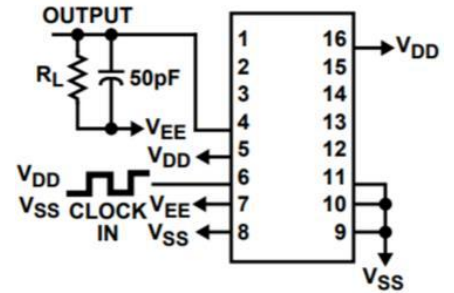 OUTPUT
1 16 VDD
2 15
RL 50pF
3 14
VEE
4 13
VDD 5 12
VDD 6 11
VSS CLOCK IN
VEE 7 10
VSS 8 9
VSS